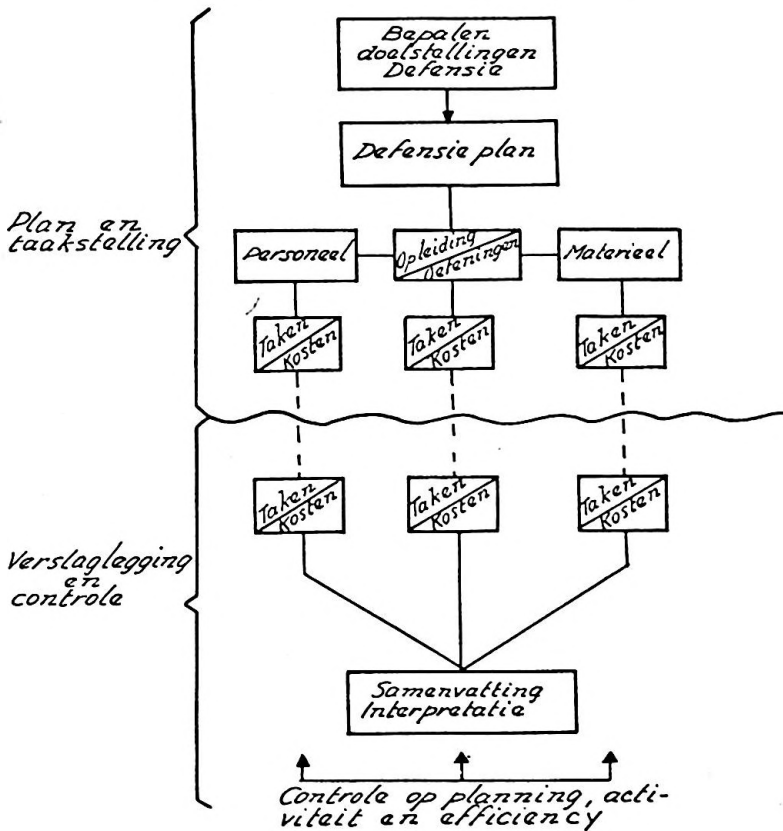 Bepalen
doelstellingen
Defensie
Defensie plan
Plan en
taakstelling
Personeel
Opleiding
Oefeningen
Materieel
Taken
Kosten
Taken
Kosten
Taken
Kosten
Taken
Kosten
Taken
Kosten
Taken
Kosten
Verslaglegging
en
controle
Samenvatting
Interpretatie
Controle op planning, acti-
viteit en efficiency